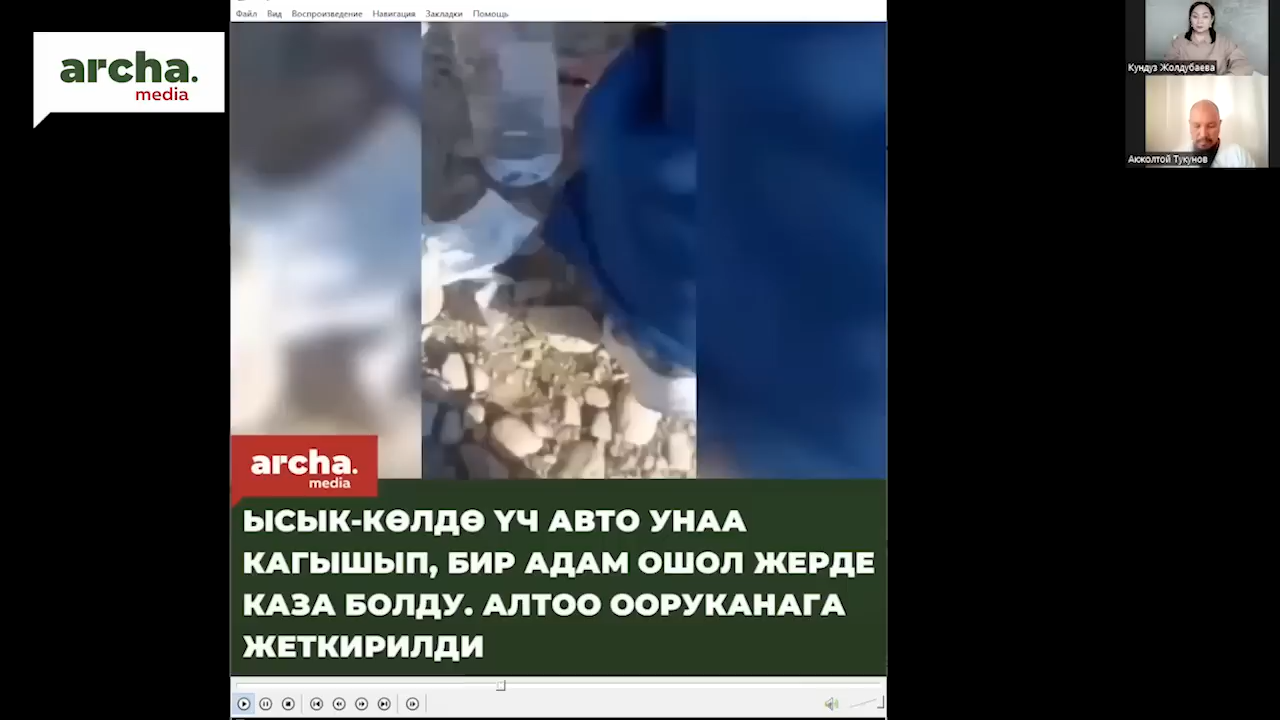 Файл Вид Воспроизведение Навигация Закладки Помощь
archa.
media
Кундуз Жолдубаева
Акжолтой Тукунов
archa.
media
ЫСЫК-КӨЛДӨ ҮЧ АВТО УНАА
КАГЫШЫП, БИР АДАМ ОШОЛ ЖЕРДЕ
КАЗА БОЛДУ. АЛТОО ООРУКАНАГА
ЖЕТКИРИЛДИ